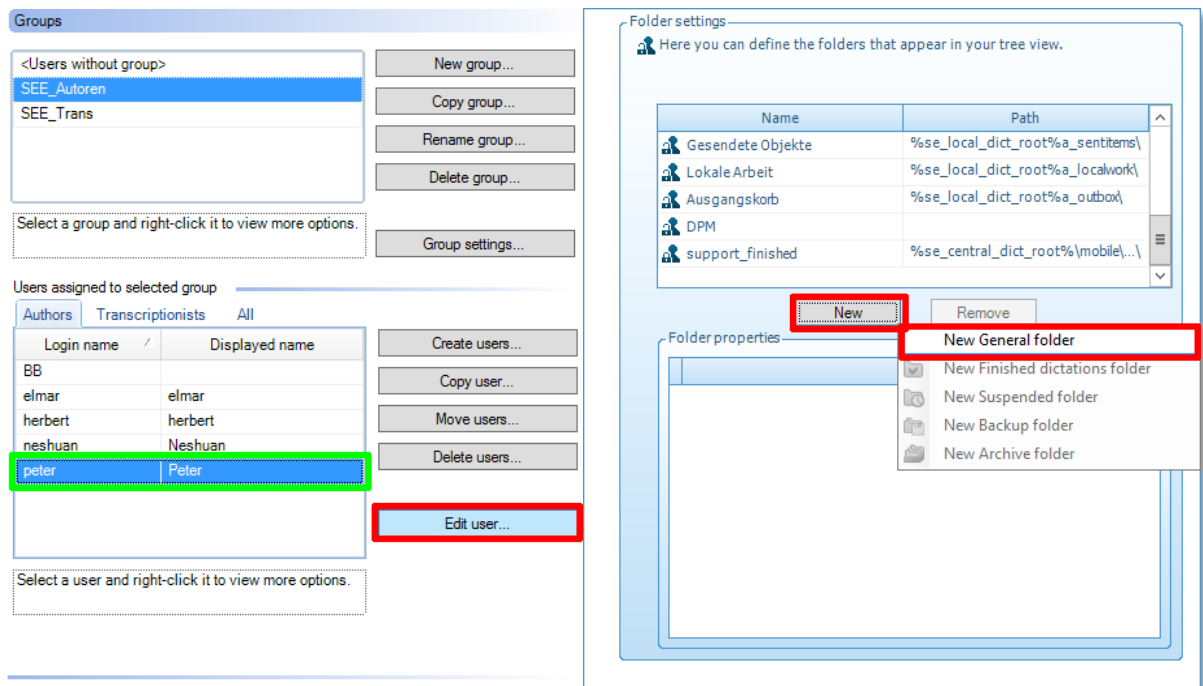 Groups
<Users without group>
SEE_Autoren
SEE_Trans
New group...
Copy group...
Rename group...
Delete group...
Select a group and right-click it to view more options.
Group settings...
Users assigned to selected group
Authors Transcriptionists All
Login name Displayed name
BB
elmar elmar
herbert herbert
neshuan Neshuan
peter Peter
Create users...
Copy user...
Move users...
Delete users...
Edit user...
Select a user and right-click it to view more options.
Folder settings
Here you can define the folders that appear in your tree view.
Name Path
Gesendete Objekte %se_local_dict_root%a_sentitems\
Lokale Arbeit %se_local_dict_root%a_localwork\
Ausgangskorb %se_local_dict_root%a_outbox\
DPM
support_finished %se_central_dict_root%\mobile\...\
New Remove
Folder properties
New General folder
New Finished dictations folder
New Suspended folder
New Backup folder
New Archive folder